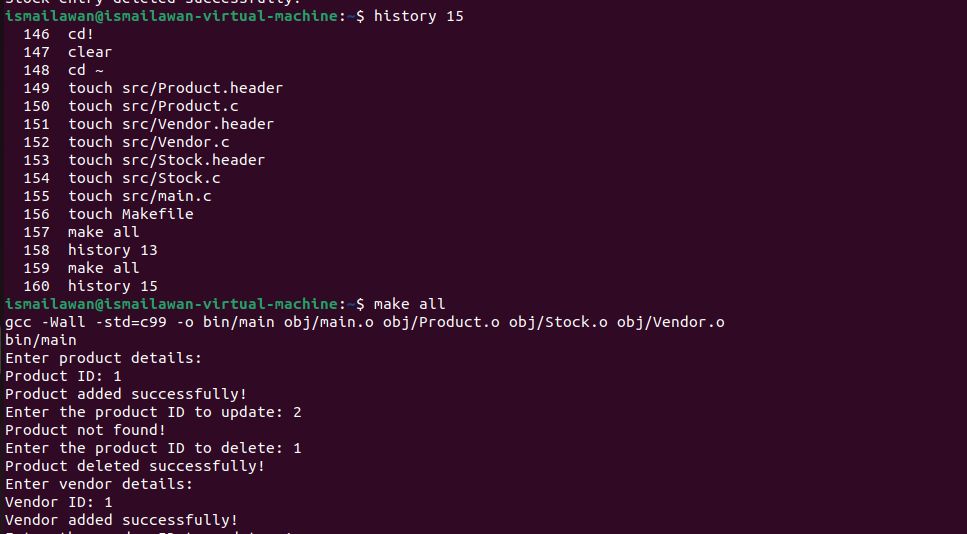 Stock entry deleted successfully!
ismailawan@ismailawan-virtual-machine:~$ history 15
146 cd!
147 clear
148 cd ~
149 touch src/Product.header
150 touch src/Product.c
151 touch src/Vendor.header
152 touch src/Vendor.c
153 touch src/Stock.header
154 touch src/Stock.c
155 touch src/main.c
156 touch Makefile
157 make all
158 history 13
159 make all
160 history 15
ismailawan@ismailawan-virtual-machine:~$ make all
gcc -Wall -std=c99 -o bin/main obj/main.o obj/Product.o obj/Stock.o obj/Vendor.o
bin/main
Enter product details:
Product ID: 1
Product added successfully!
Enter the product ID to update: 2
Product not found!
Enter the product ID to delete: 1
Product deleted successfully!
Enter vendor details:
Vendor ID: 1
Vendor added successfully!